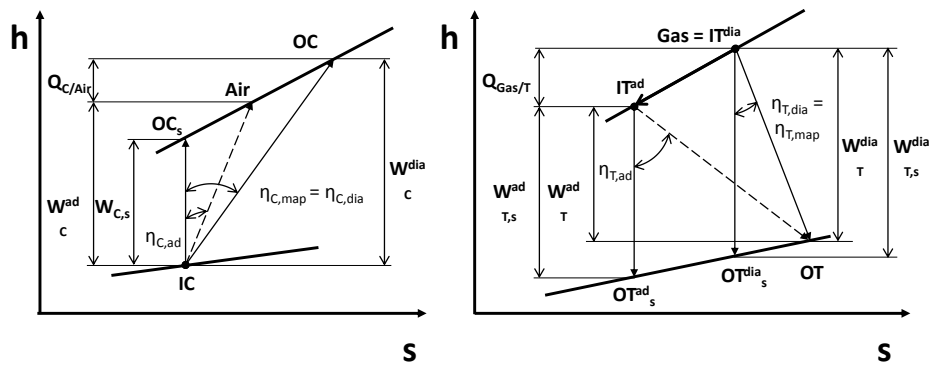 h
OC
Q_C/Air
Air
OC_s
W^ad_C
W_C,s
η_C,ad
η_C,map = η_C,dia
W^dia_C
IC
s
h
Gas = IT^dia
Q_Gas/T
IT^ad
η_T,dia =
η_T,map
η_T,ad
W^ad_T,s
W^ad_T
W^dia_T
W^dia_T,s
OT^ad_s
OT^dia_s
OT
s